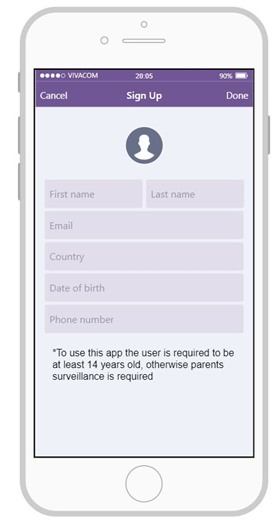 ●●●●○ VIVACOM 20:05 90%
Cancel Sign Up Done
First name Last name
Email
Country
Date of birth
Phone number
*To use this app the user is required to be
at least 14 years old, otherwise parents
surveillance is required